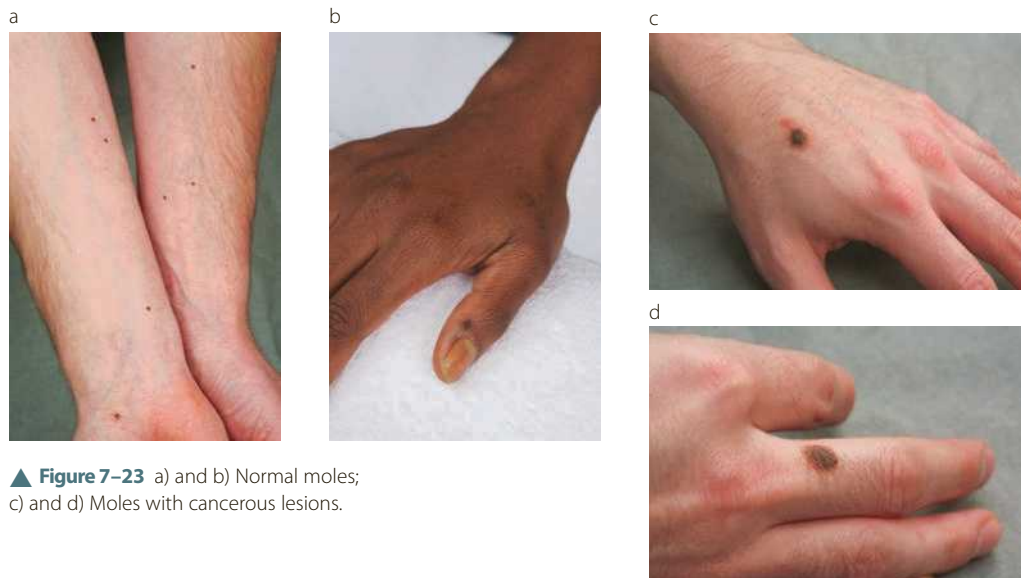 a
b
c
d
▲ Figure 7–23 a) and b) Normal moles;
c) and d) Moles with cancerous lesions.